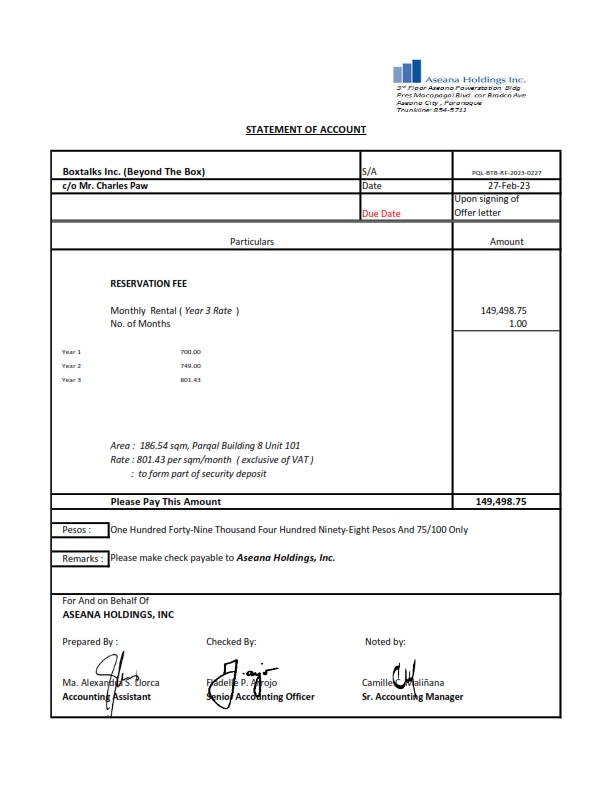 Aseana Holdings Inc.
3rd Floor Aseana Powerstation Bldg
Pres Macapagal Blvd. cor Bradco Ave
Aseana City , Paranaque
Trunkline: 854-5711
STATEMENT OF ACCOUNT
Boxtalks Inc. (Beyond The Box) S/A PQL-BTB-RF-2023-0227
c/o Mr. Charles Paw Date 27-Feb-23
Due Date Upon signing of
Offer letter
Particulars Amount
RESERVATION FEE
Monthly Rental ( Year 3 Rate ) 149,498.75
No. of Months 1.00
Year 1 700.00
Year 2 749.00
Year 3 801.43
Area : 186.54 sqm, Parqal Building 8 Unit 101
Rate : 801.43 per sqm/month ( exclusive of VAT )
: to form part of security deposit
Please Pay This Amount 149,498.75
Pesos : One Hundred Forty-Nine Thousand Four Hundred Ninety-Eight Pesos And 75/100 Only
Remarks : Please make check payable to Aseana Holdings, Inc.
For And on Behalf Of
ASEANA HOLDINGS, INC
Prepared By : Checked By: Noted by:
Ma. Alexandra S. Llorca P. Arrojo Camille C. Maliñana
Accounting Assistant Senior Accounting Officer Sr. Accounting Manager